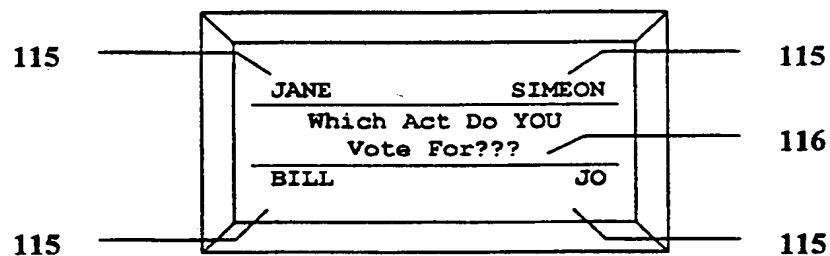 115 115
JANE SIMEON
Which Act Do YOU
Vote For??? 116
BILL JO
115 115